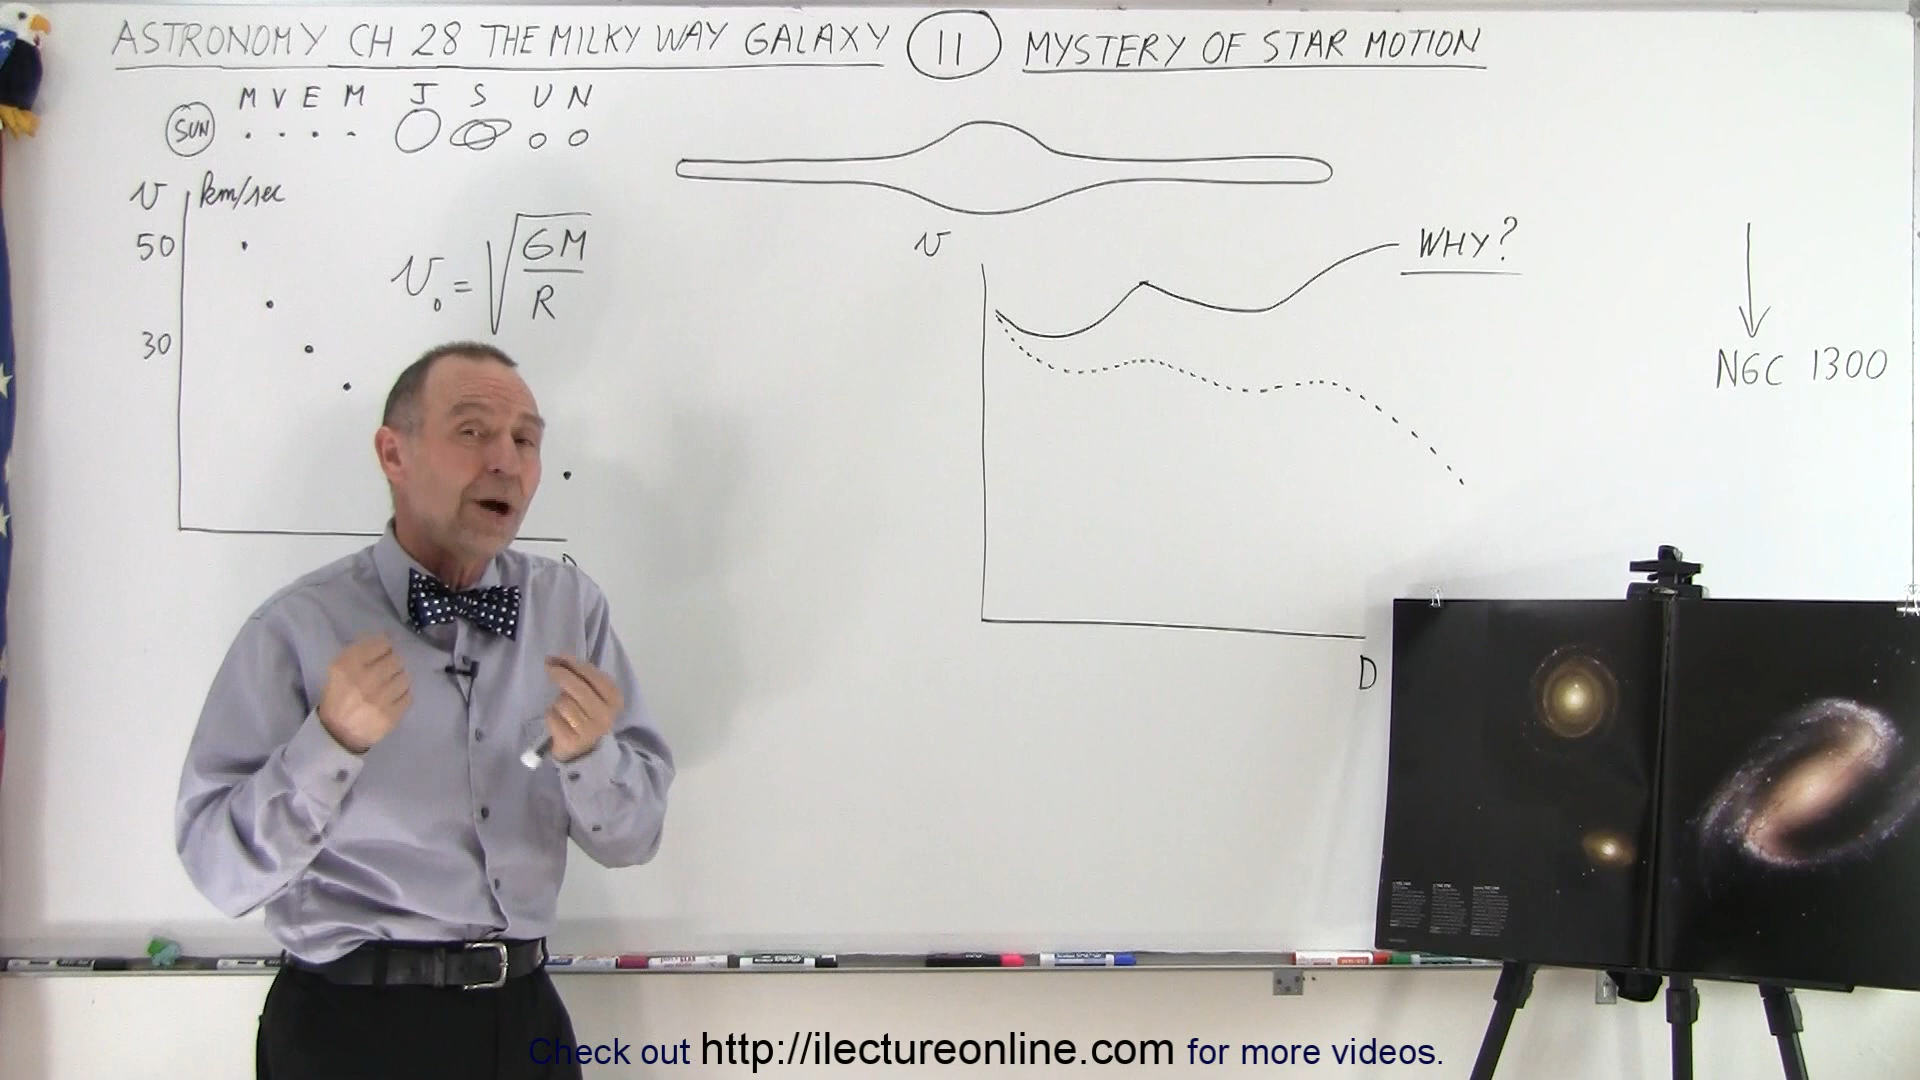 ASTRONOMY CH 28 THE MILKY WAY GALAXY 11 MYSTERY OF STAR MOTION
M V E M J S U N
SUN
v km/sec
50
30
v₀ = √GM/R
v
WHY?
NGC 1300
D
Check out http://ilectureonline.com for more videos.